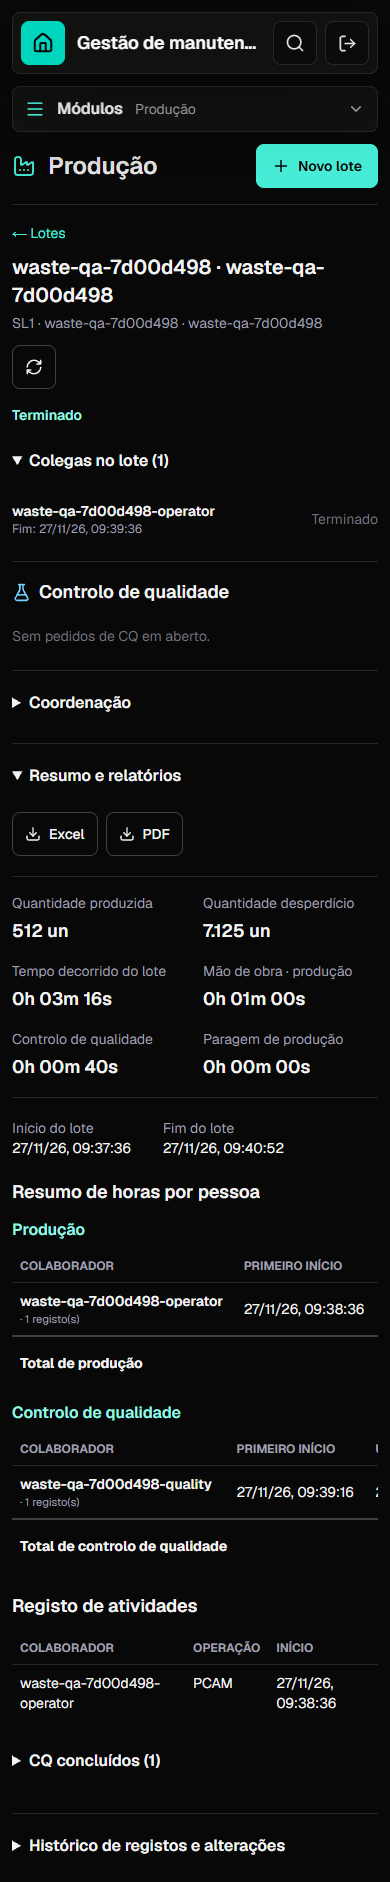 Gestão de manuten...
Módulos Produção
Produção
Novo lote
← Lotes
waste-qa-7d00d498 · waste-qa-
7d00d498
SL1 · waste-qa-7d00d498 · waste-qa-7d00d498
Terminado
Colegas no lote (1)
waste-qa-7d00d498-operator
Terminado
Fim: 27/11/26, 09:39:36
Controlo de qualidade
Sem pedidos de CQ em aberto.
Coordenação
Resumo e relatórios
Excel PDF
Quantidade produzida Quantidade desperdício
512 un 7.125 un
Tempo decorrido do lote Mão de obra · produção
0h 03m 16s 0h 01m 00s
Controlo de qualidade Paragem de produção
0h 00m 40s 0h 00m 00s
Início do lote Fim do lote
27/11/26, 09:37:36 27/11/26, 09:40:52
Resumo de horas por pessoa
Produção
COLABORADOR PRIMEIRO INÍCIO
waste-qa-7d00d498-operator 27/11/26, 09:38:36
· 1 registo(s)
Total de produção
Controlo de qualidade
COLABORADOR PRIMEIRO INÍCIO
waste-qa-7d00d498-quality 27/11/26, 09:39:16
· 1 registo(s)
Total de controlo de qualidade
Registo de atividades
COLABORADOR OPERAÇÃO INÍCIO
waste-qa-7d00d498- PCAM 27/11/26,
operator 09:38:36
CQ concluídos (1)
Histórico de registos e alterações